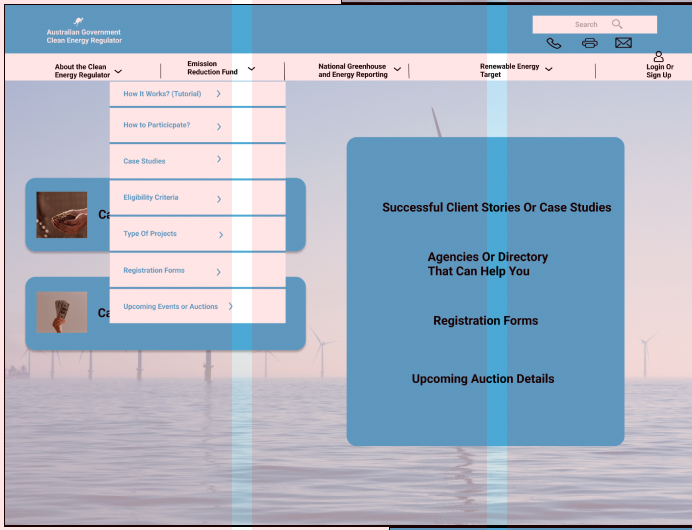 Australian Government
Clean Energy Regulator
Search
About the Clean
Energy Regulator
Emission
Reduction Fund
National Greenhouse
and Energy Reporting
Renewable Energy
Target
Login Or
Sign Up
How It Works? (Tutorial)
How to Particicpate?
Case Studies
Eligibility Criteria
Type Of Projects
Registration Forms
Upcoming Events or Auctions
Ca
Ca
Successful Client Stories Or Case Studies
Agencies Or Directory
That Can Help You
Registration Forms
Upcoming Auction Details